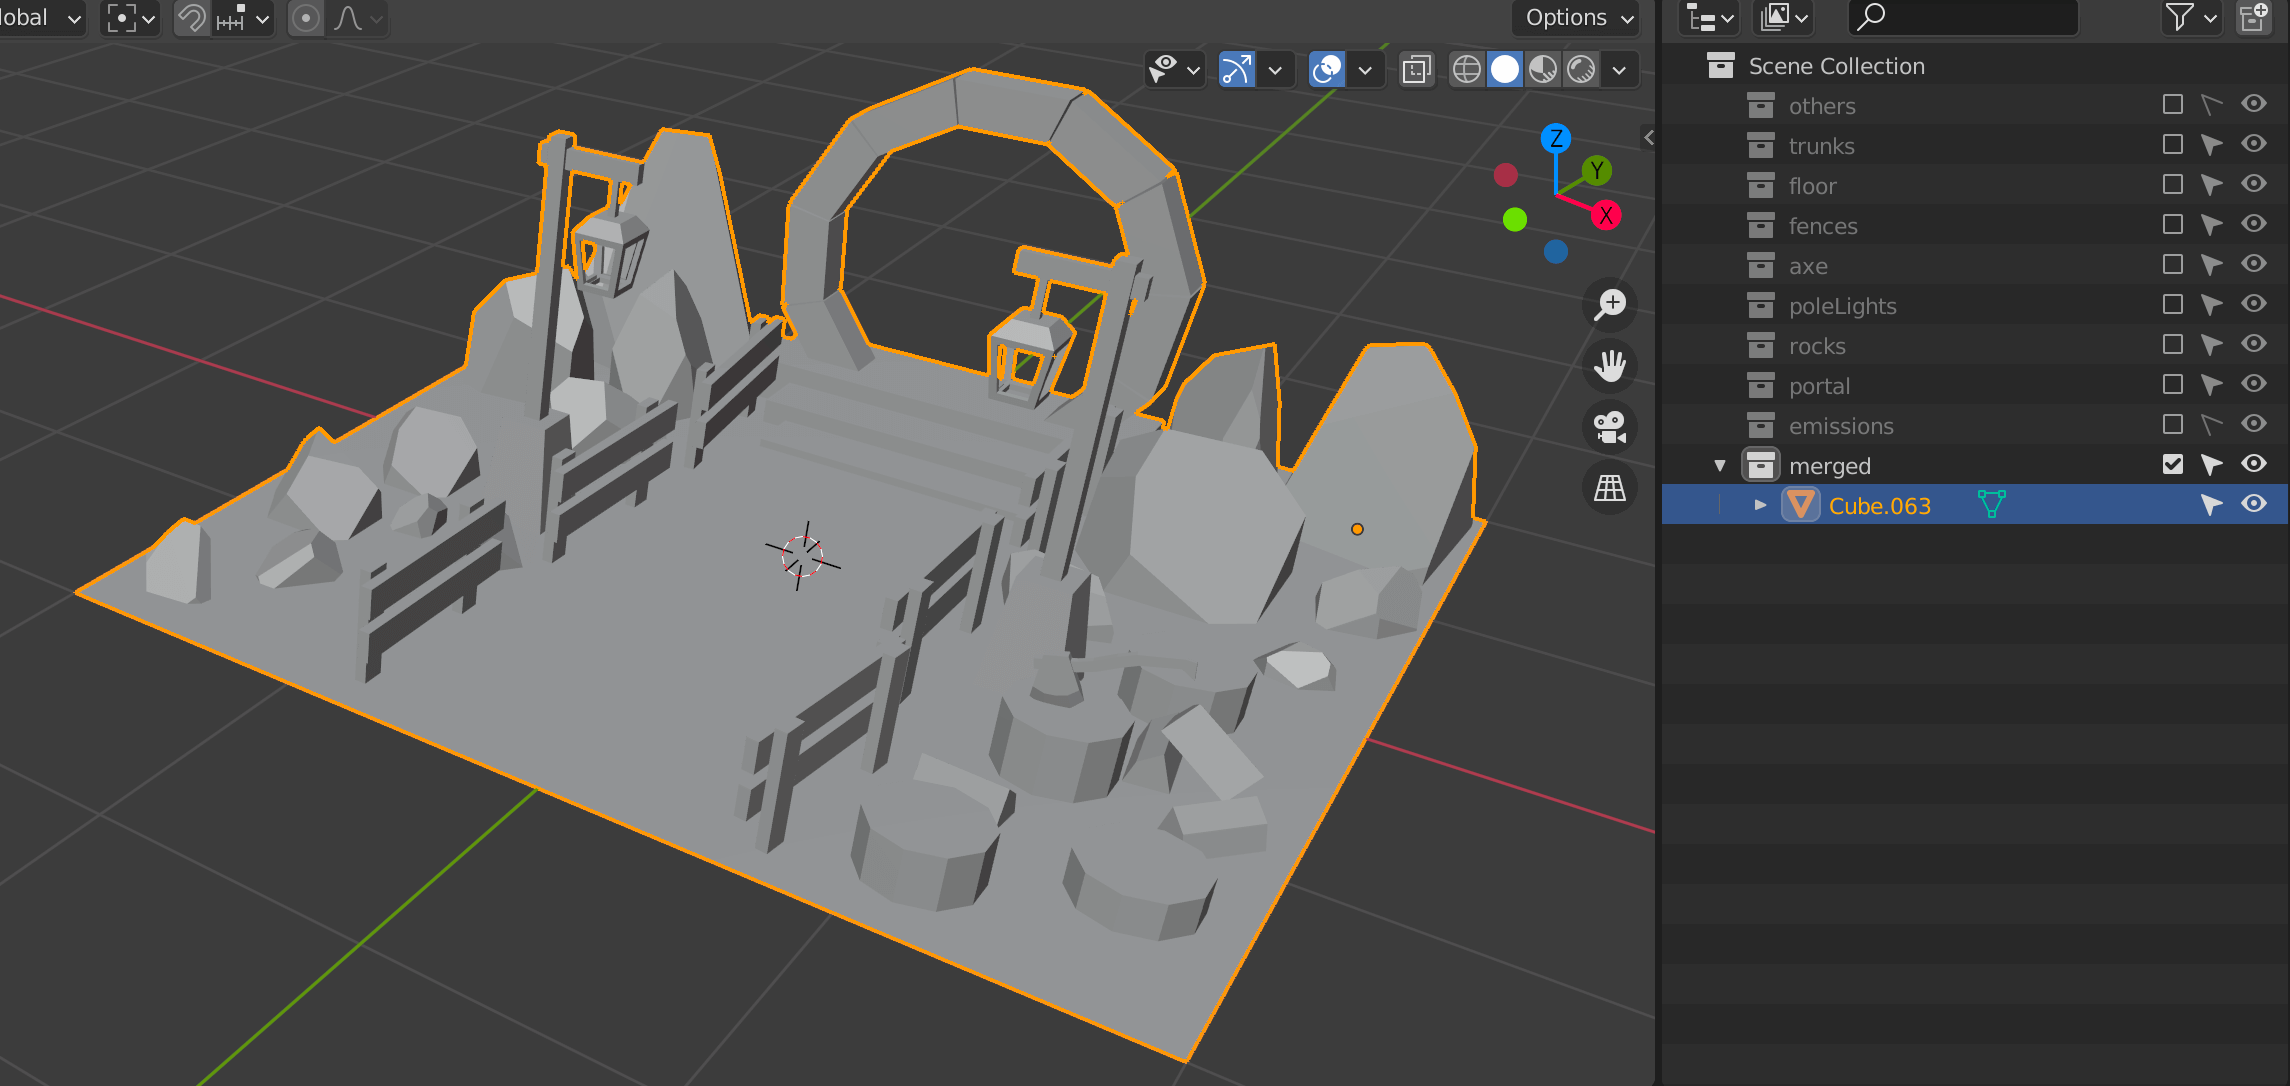 lobal
Options
Z
Y
X
Scene Collection
others
trunks
floor
fences
axe
poleLights
rocks
portal
emissions
merged
Cube.063